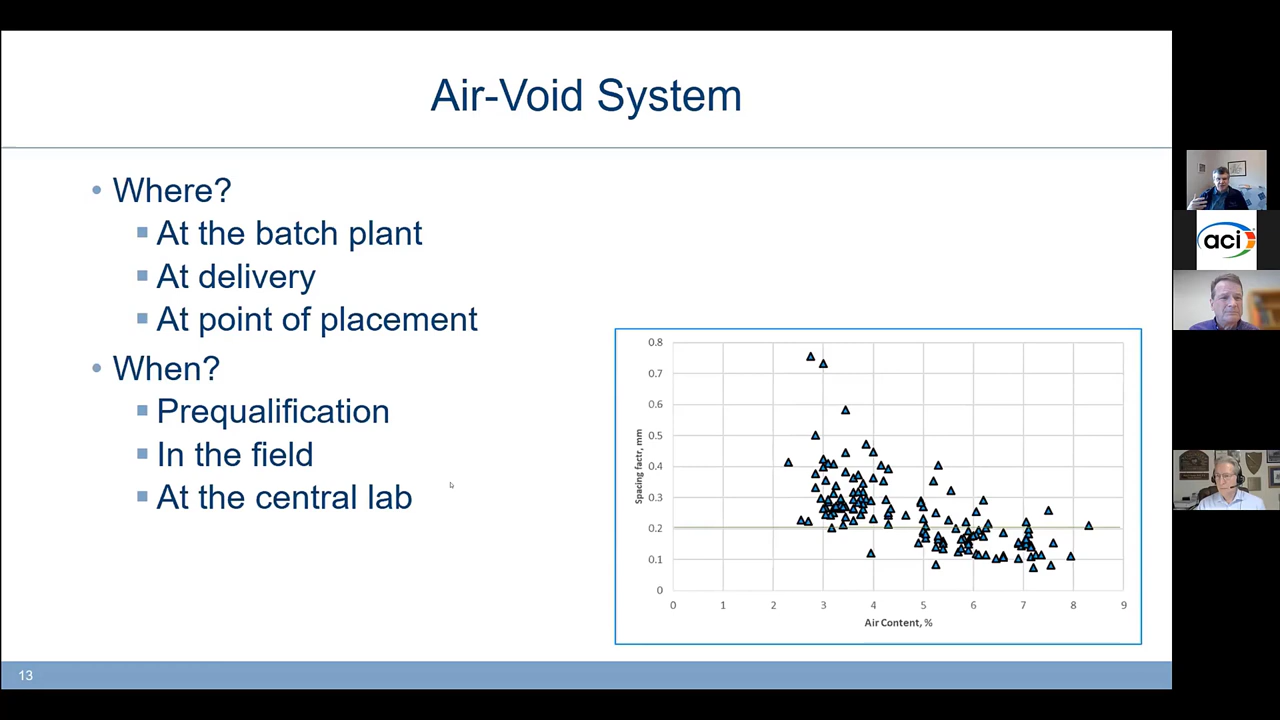 Air-Void System
• Where?
▪ At the batch plant
▪ At delivery
▪ At point of placement
• When?
▪ Prequalification
▪ In the field
▪ At the central lab
0.8
0.7
0.6
0.5
0.4
0.3
0.2
0.1
0
Spacing factr, mm
0 1 2 3 4 5 6 7 8 9
Air Content, %
13
aci